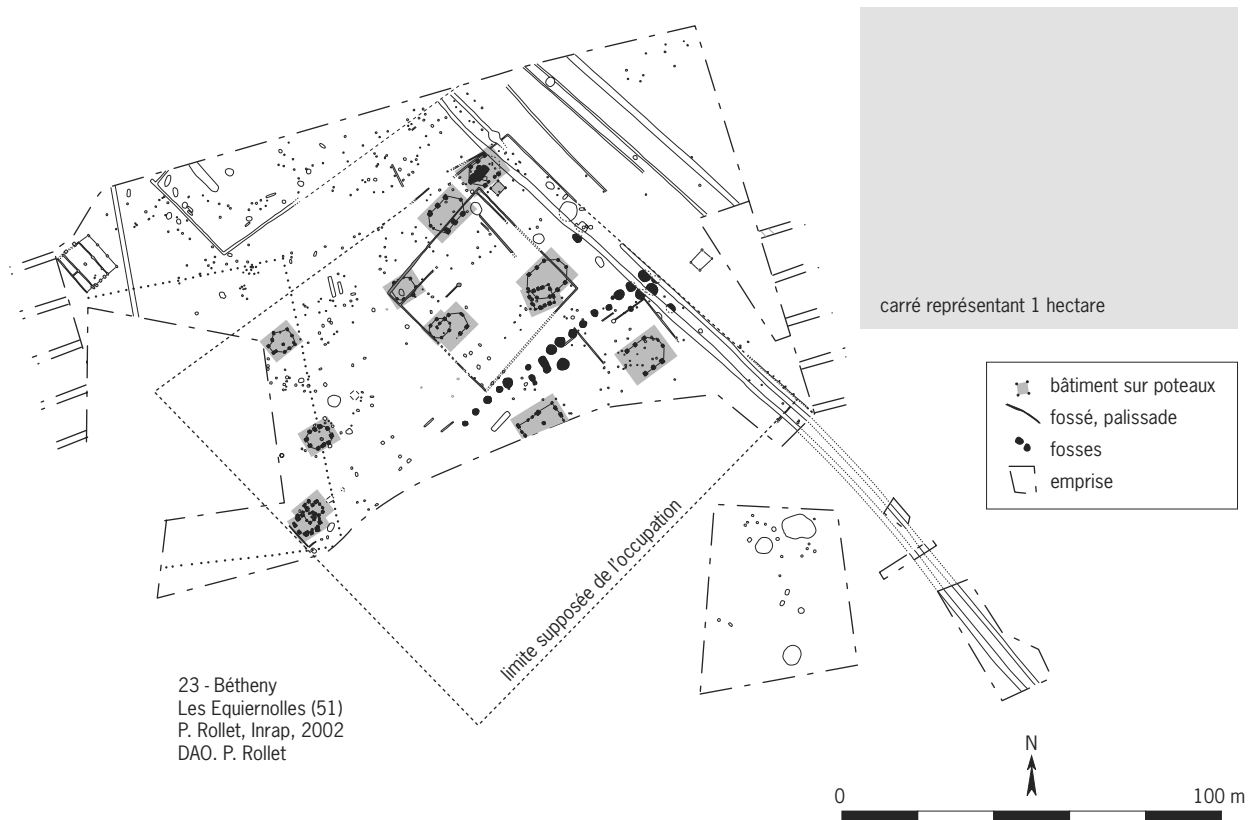 carré représentant 1 hectare
bâtiment sur poteaux
fossé, palissade
fosses
emprise
limite supposée de l'occupation
23 - Bétheny
Les Equiernolles (51)
P. Rollet, Inrap, 2002
DAO. P. Rollet
N
0 100 m